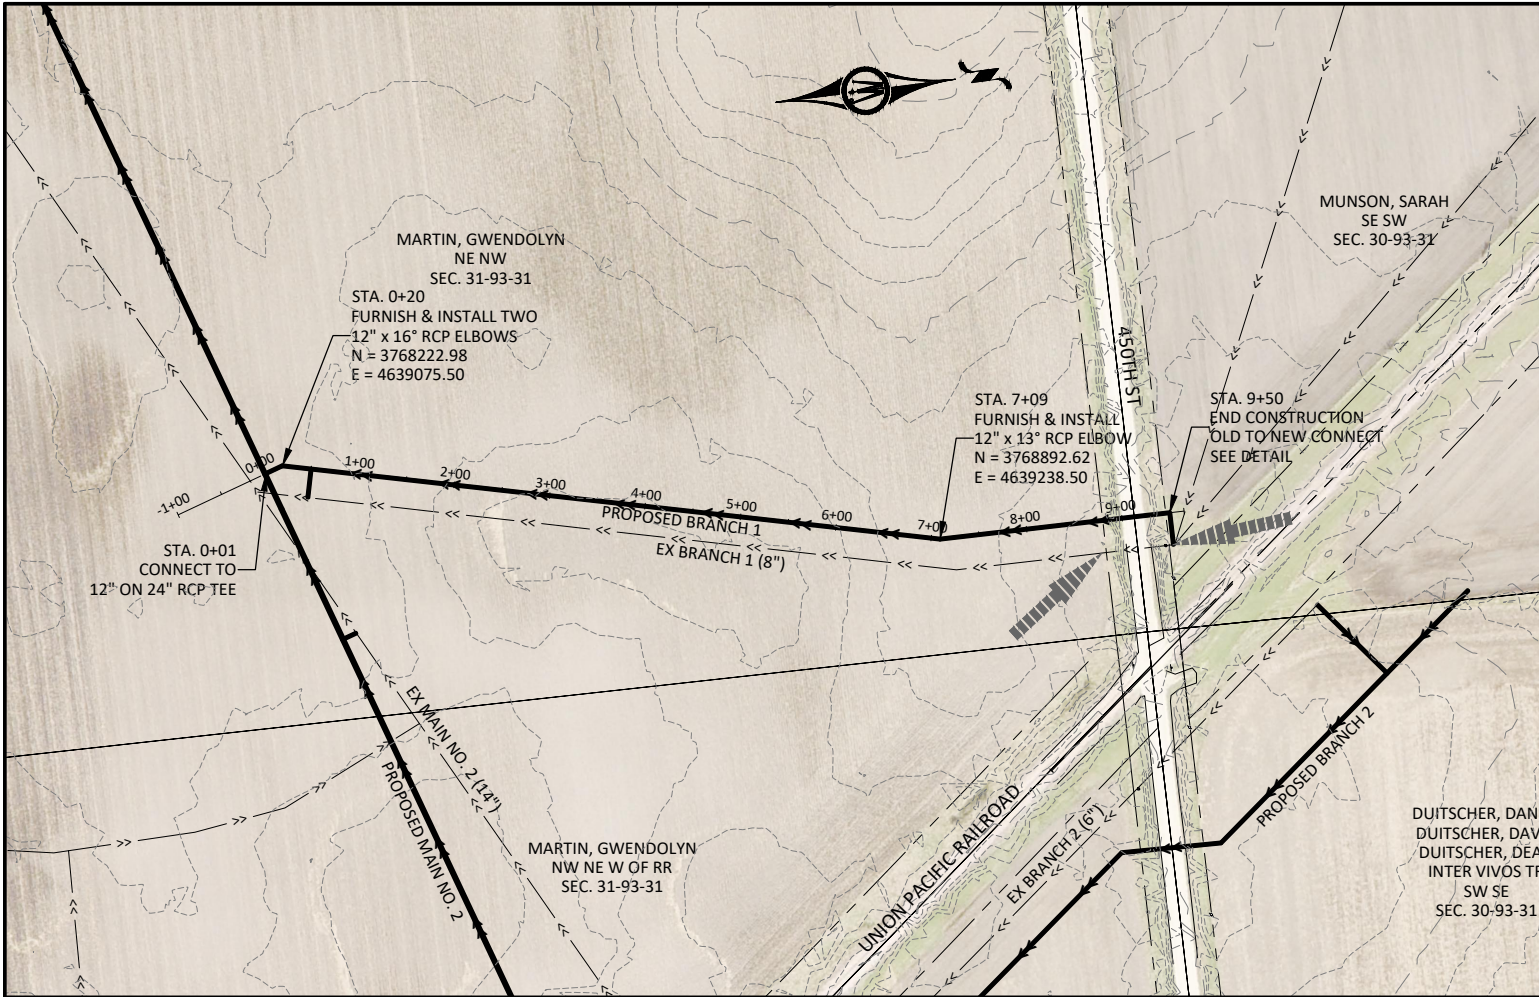 MUNSON, SARAH
SE SW
SEC. 30-93-31
MARTIN, GWENDOLYN
NE NW
SEC. 31-93-31
STA. 0+20
FURNISH & INSTALL TWO
12" x 16° RCP ELBOWS
N = 3768222.98
E = 4639075.50
450TH ST
STA. 7+09
FURNISH & INSTALL
12" x 13° RCP ELBOW
N = 3768892.62
E = 4639238.50
STA. 9+50
END CONSTRUCTION
OLD TO NEW CONNECT
SEE DETAIL
-1+00
0+00
1+00
2+00
3+00
4+00
5+00
6+00
7+00
8+00
9+00
PROPOSED BRANCH 1
EX BRANCH 1 (8")
STA. 0+01
CONNECT TO
12" ON 24" RCP TEE
EX MAIN NO. 2 (14")
PROPOSED MAIN NO. 2
MARTIN, GWENDOLYN
NW NE W OF RR
SEC. 31-93-31
UNION PACIFIC RAILROAD
EX BRANCH 2 (6")
PROPOSED BRANCH 2
DUITSCHER, DAN
DUITSCHER, DAV
DUITSCHER, DEA
INTER VIVOS TR
SW SE
SEC. 30-93-31